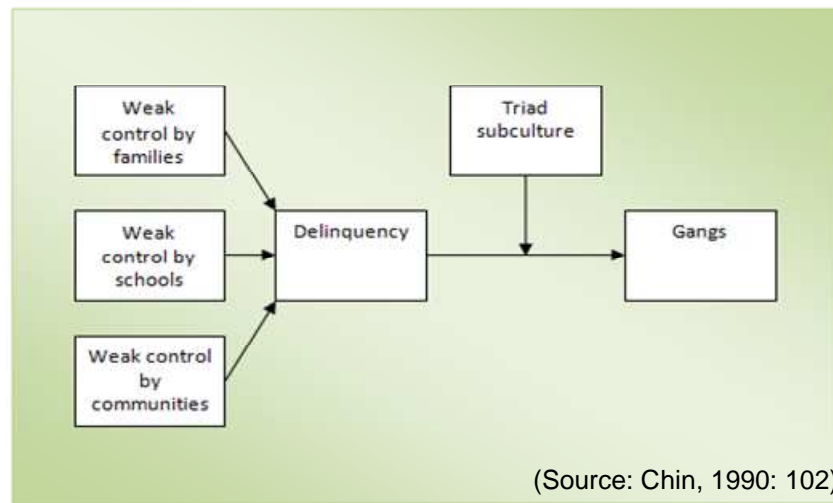 Weak
control by
families
Triad
subculture
Weak
control by
schools
Delinquency
Gangs
Weak control
by
communities
(Source: Chin, 1990: 102)